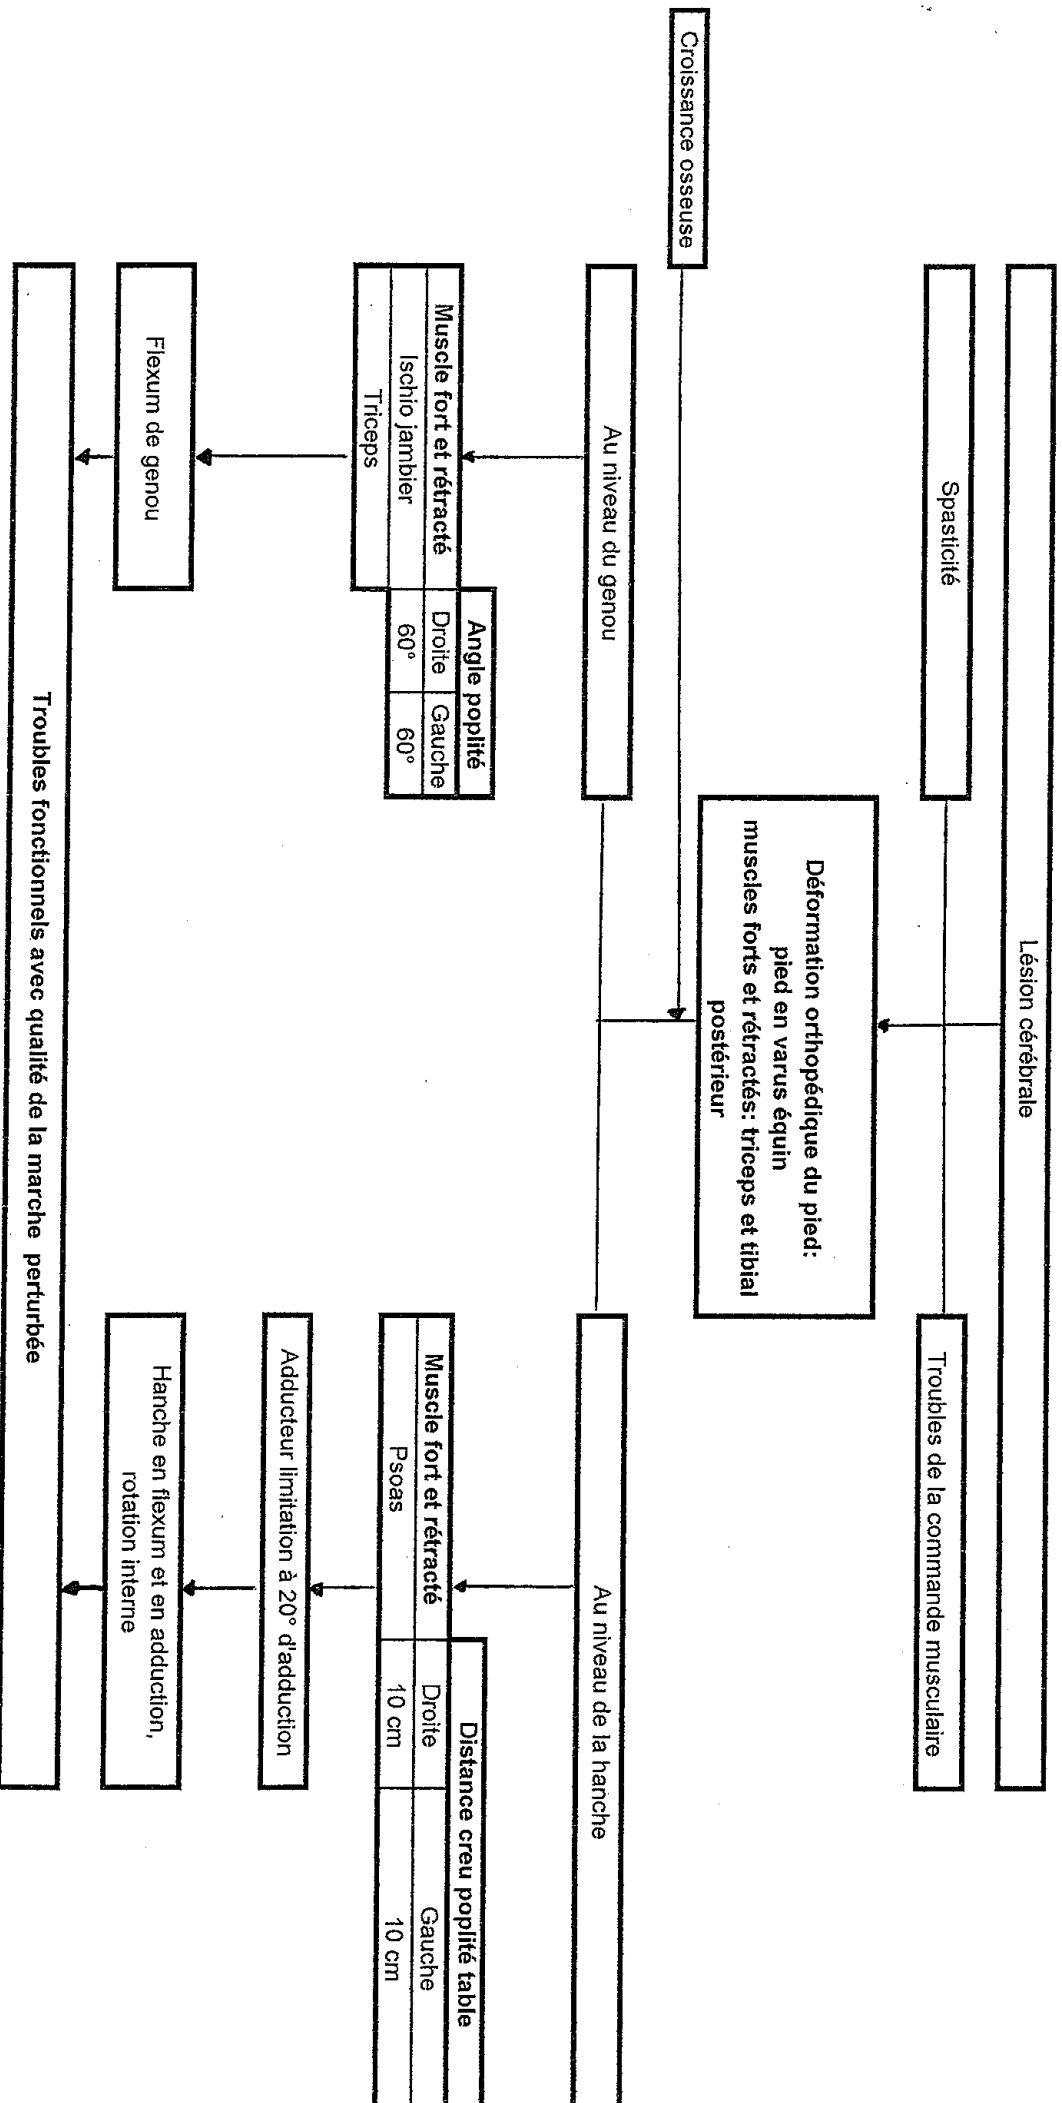 Lésion cérébrale
Spasticité
Troubles de la commande musculaire
Déformation orthopédique du pied:
pied en varus équin
muscles forts et rétractés: triceps et tibial
postérieur
Croissance osseuse
Au niveau du genou
Au niveau de la hanche
Angle poplité
Muscle fort et rétracté
Droite
Gauche
Ischio jambier
60°
60°
Triceps
Distance creu poplité table
Muscle fort et rétracté
Droite
Gauche
Psoas
10 cm
10 cm
Adducteur limitation à 20° d'adduction
Flexum de genou
Hanche en flexum et en adduction,
rotation interne
Troubles fonctionnels avec qualité de la marche perturbée